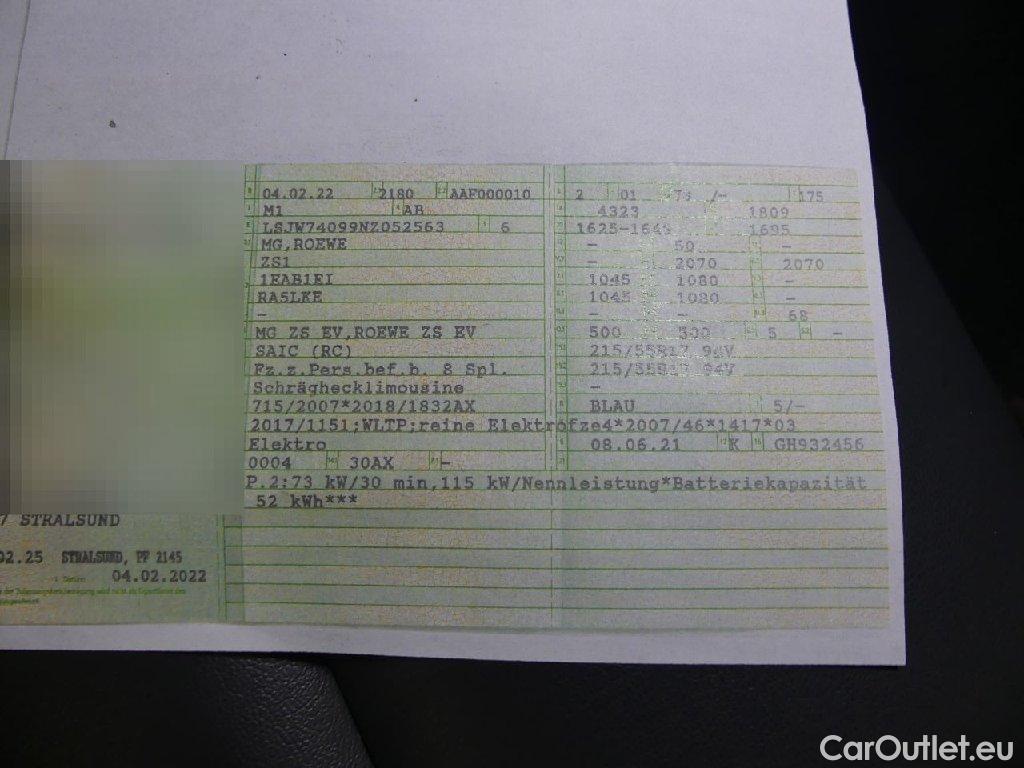 04.02.22 2180 AAF000010 2 01 /- 175
M1 AB 4323 1809
LSJW74099NZ052563 6 1625-1649 1685
MG,ROEWE - -
ZS1 - 2070 2070
1EAB1EI 1045 1080 -
RA5LKE 1045 1080 -
- - - 68
MG ZS EV,ROEWE ZS EV 500 500 5 -
SAIC (RC) 215/55R17 94V
Fz.z.Pers.bef.b. 8 Spl. 215/55R17 94V
Schräghecklimousine -
715/2007*2018/1832AX BLAU 5/-
2017/1151;WLTP;reine Elektrofze4*2007/46*1417*03
Elektro 08.06.21 K GH932456
0004 30AX -
P.2:73 kW/30 min,115 kW/Nennleistung*Batteriekapazität
52 kWh***
STRALSUND
02.25 STRALSUND, PF 2145
04.02.2022
CarOutlet.eu